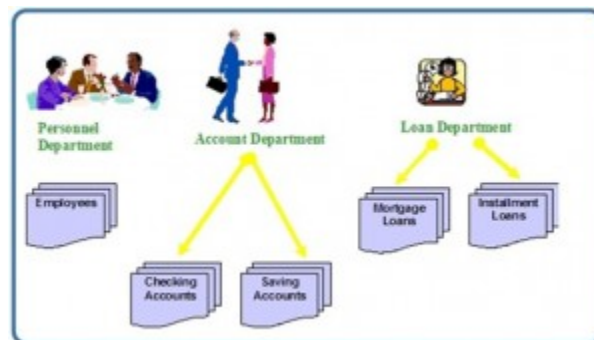 Personnel
Department
Account Department
Loan Department
Employees
Mortgage
Loans
Installment
Loans
Checking
Accounts
Saving
Accounts